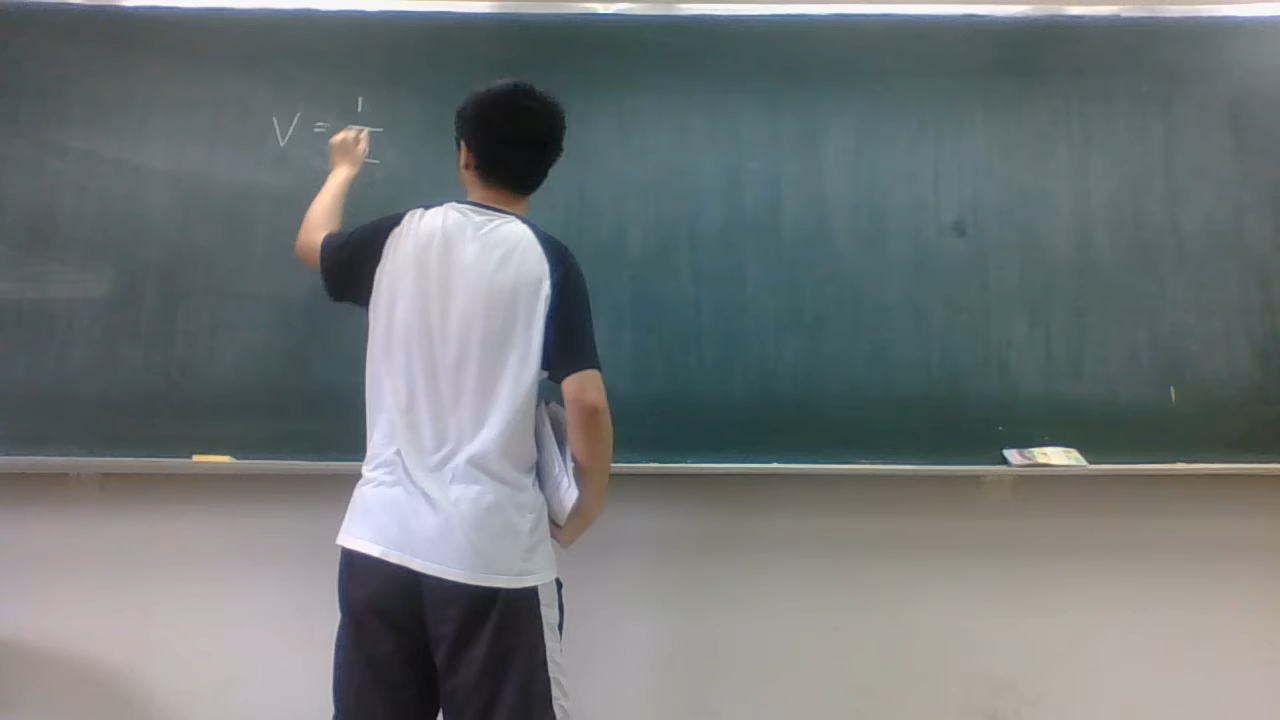 V = 1